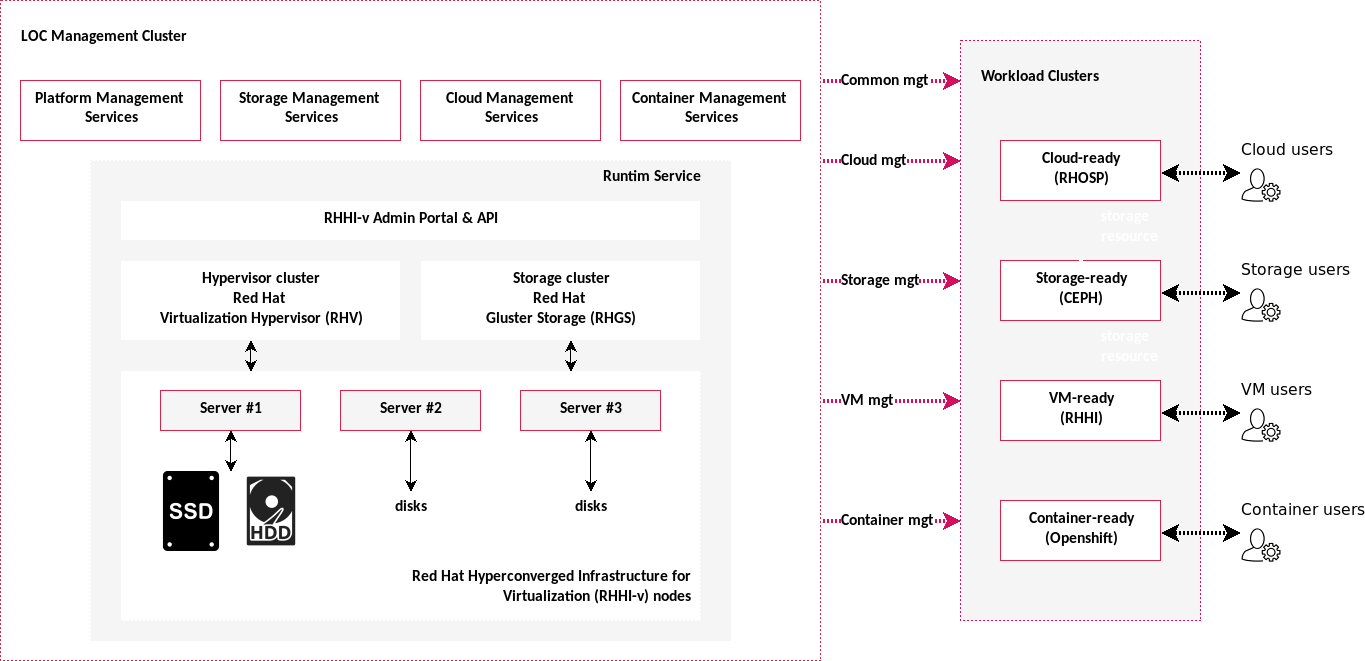 LOC Management Cluster
Platform Management
Services
Storage Management
Services
Cloud Management
Services
Container Management
Services
Runtim Service
RHHI-v Admin Portal & API
Hypervisor cluster
Red Hat
Virtualization Hypervisor (RHV)
Storage cluster
Red Hat
Gluster Storage (RHGS)
Server #1
Server #2
Server #3
SSD
HDD
disks
disks
Red Hat Hyperconverged Infrastructure for
Virtualization (RHHI-v) nodes
Common mgt
Cloud mgt
Storage mgt
VM mgt
Container mgt
Workload Clusters
Cloud-ready
(RHOSP)
storage
resource
Storage-ready
(CEPH)
storage
resource
VM-ready
(RHHI)
Container-ready
(Openshift)
Cloud users
Storage users
VM users
Container users